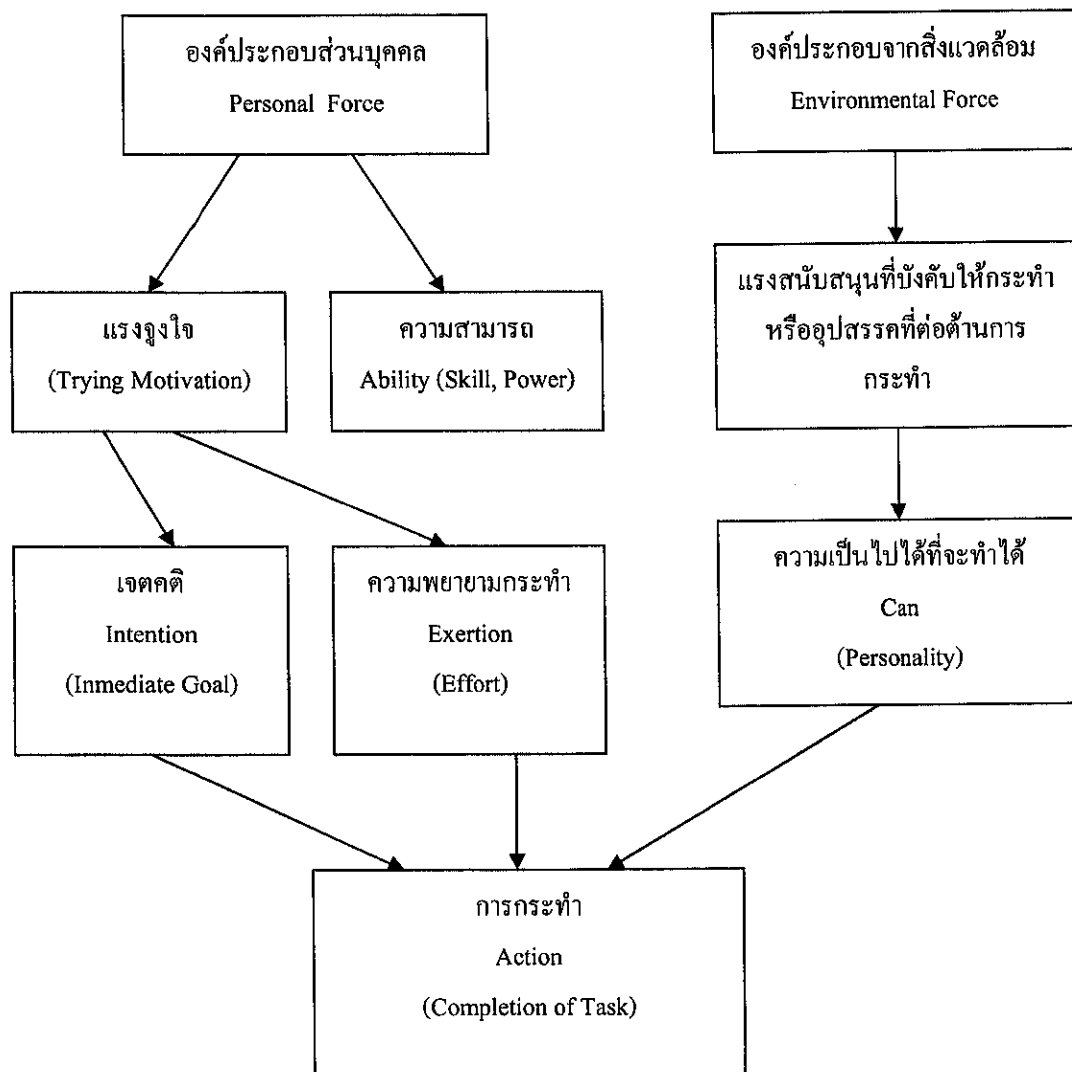 องค์ประกอบส่วนบุคคล
Personal Force
องค์ประกอบจากสิ่งแวดล้อม
Environmental Force
แรงจูงใจ
(Trying Motivation)
ความสามารถ
Ability (Skill, Power)
แรงสนับสนุนที่บังคับให้กระทำ
หรืออุปสรรคที่ต่อต้านการ
กระทำ
เจตคติ
Intention
(Inmediate Goal)
ความพยายามกระทำ
Exertion
(Effort)
ความเป็นไปได้ที่จะทำได้
Can
(Personality)
การกระทำ
Action
(Completion of Task)